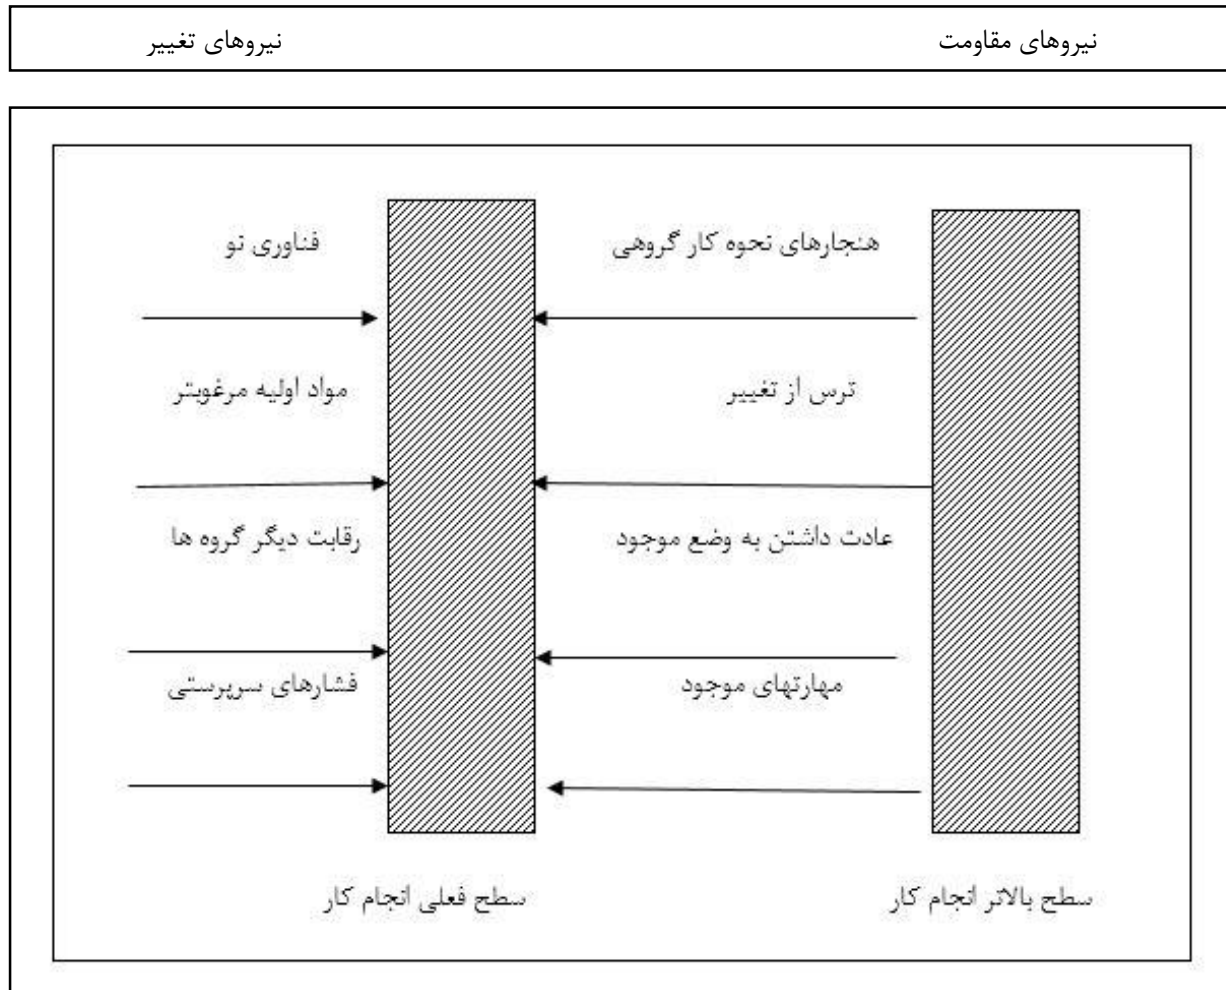 نیروهای مقاومت نیروهای تغییر
هنجارهای نحوه کار گروهی فناوری نو
ترس از تغییر مواد اولیه مرغوبتر
عادت داشتن به وضع موجود رقابت دیگر گروه ها
مهارتهای موجود فشارهای سرپرستی
سطح بالاتر انجام کار سطح فعلی انجام کار